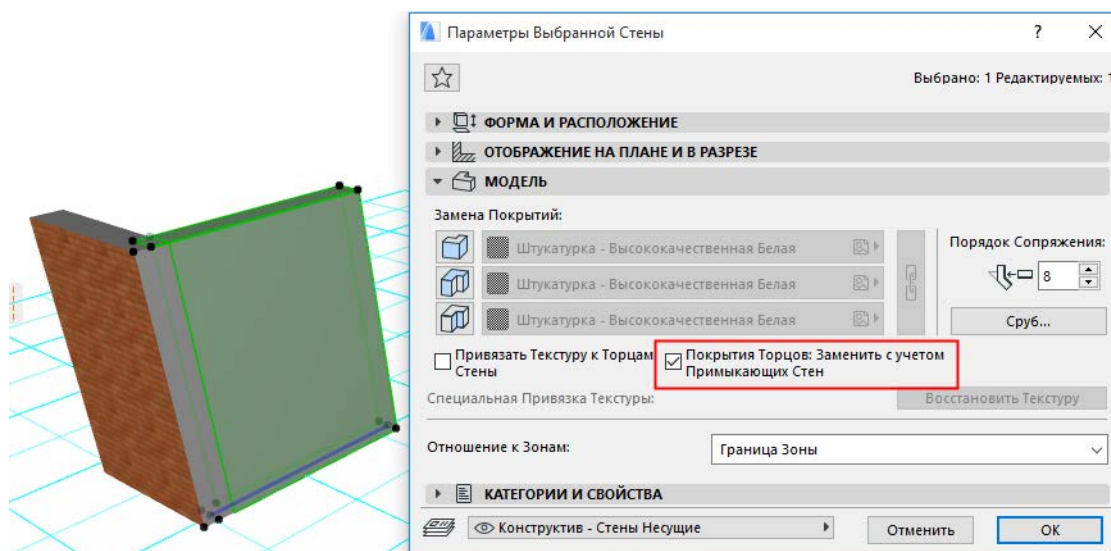 Параметры Выбранной Стены
?
Выбрано: 1 Редактируемых: 1
ФОРМА И РАСПОЛОЖЕНИЕ
ОТОБРАЖЕНИЕ НА ПЛАНЕ И В РАЗРЕЗЕ
МОДЕЛЬ
Замена Покрытий:
Порядок Сопряжения:
Штукатурка - Высококачественная Белая
8
Штукатурка - Высококачественная Белая
Штукатурка - Высококачественная Белая
Сруб...
Привязать Текстуру к Торцам
Стены
Покрытия Торцов: Заменить с учетом
Примыкающих Стен
Специальная Привязка Текстуры:
Восстановить Текстуру
Отношение к Зонам:
Граница Зоны
КАТЕГОРИИ И СВОЙСТВА
Конструктив - Стены Несущие
Отменить
ОК